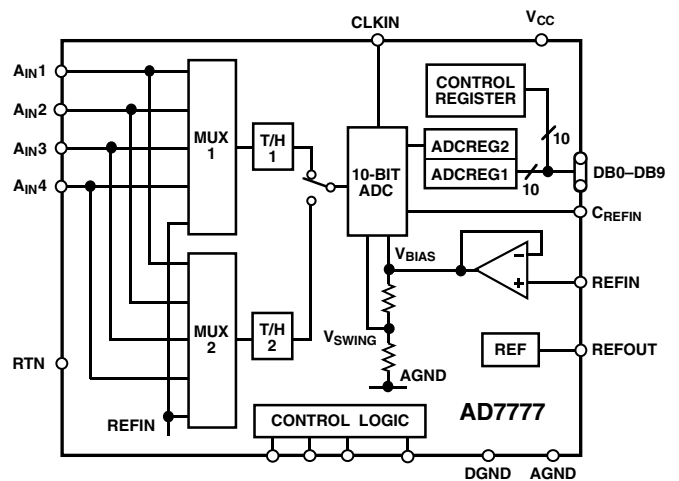 CLKIN
VCC
AIN1
AIN2
AIN3
AIN4
RTN
MUX
1
T/H
1
MUX
2
T/H
2
REFIN
10-BIT
ADC
CONTROL
REGISTER
10
ADCREG2
ADCREG1
10
DB0–DB9
CREFIN
VBIAS
–
+
REFIN
VSWING
REF
REFOUT
AGND
CONTROL LOGIC
AD7777
DGND
AGND